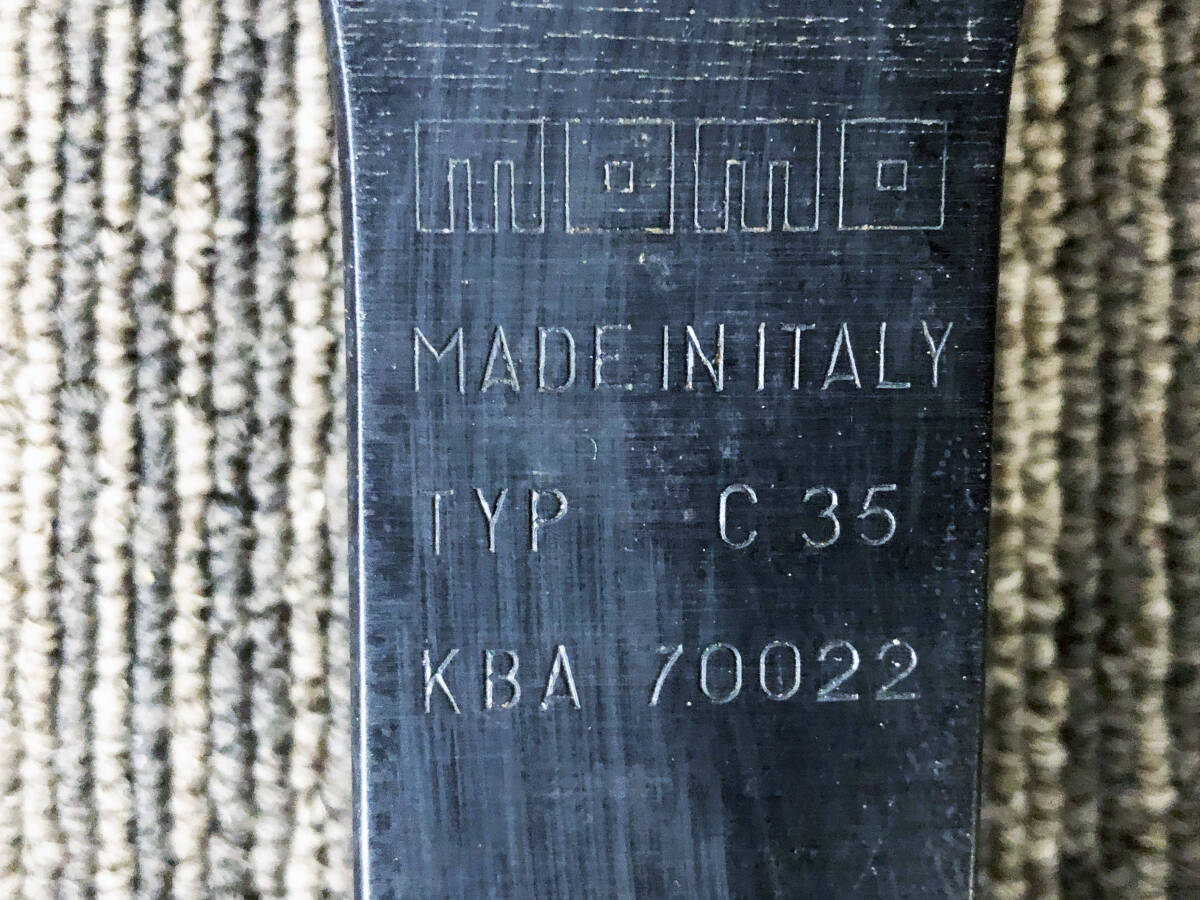 momo
MADE IN ITALY
TYP C 35
KBA 70022